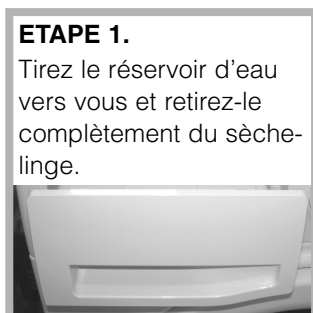 ETAPE 1.
Tirez le réservoir d'eau
vers vous et retirez-le
complètement du sèche-
linge.